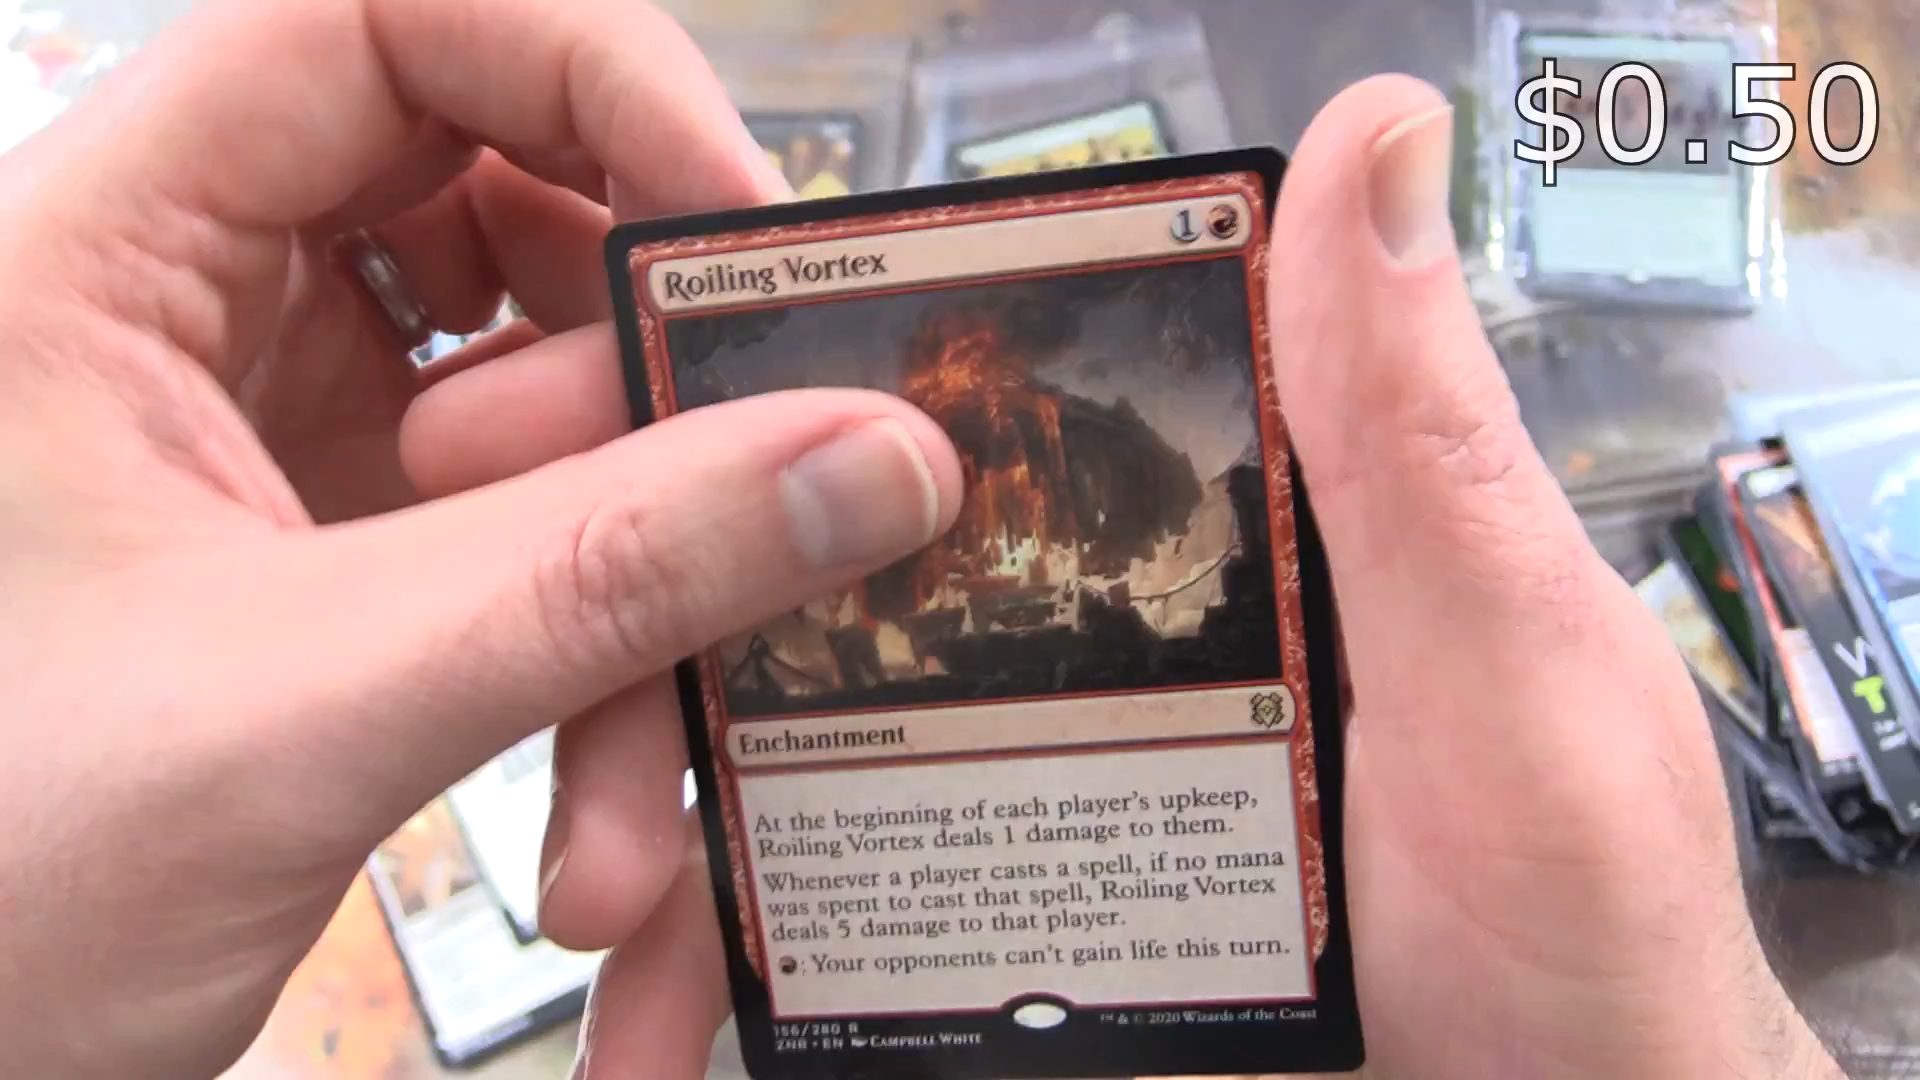 $0.50
Roiling Vortex 1
Enchantment
At the beginning of each player's upkeep,
Roiling Vortex deals 1 damage to them.
Whenever a player casts a spell, if no mana
was spent to cast that spell, Roiling Vortex
deals 5 damage to that player.
: Your opponents can't gain life this turn.
156/280 R
ZNR • EN CAMPBELL WHITE
™ & © 2020 Wizards of the Coast